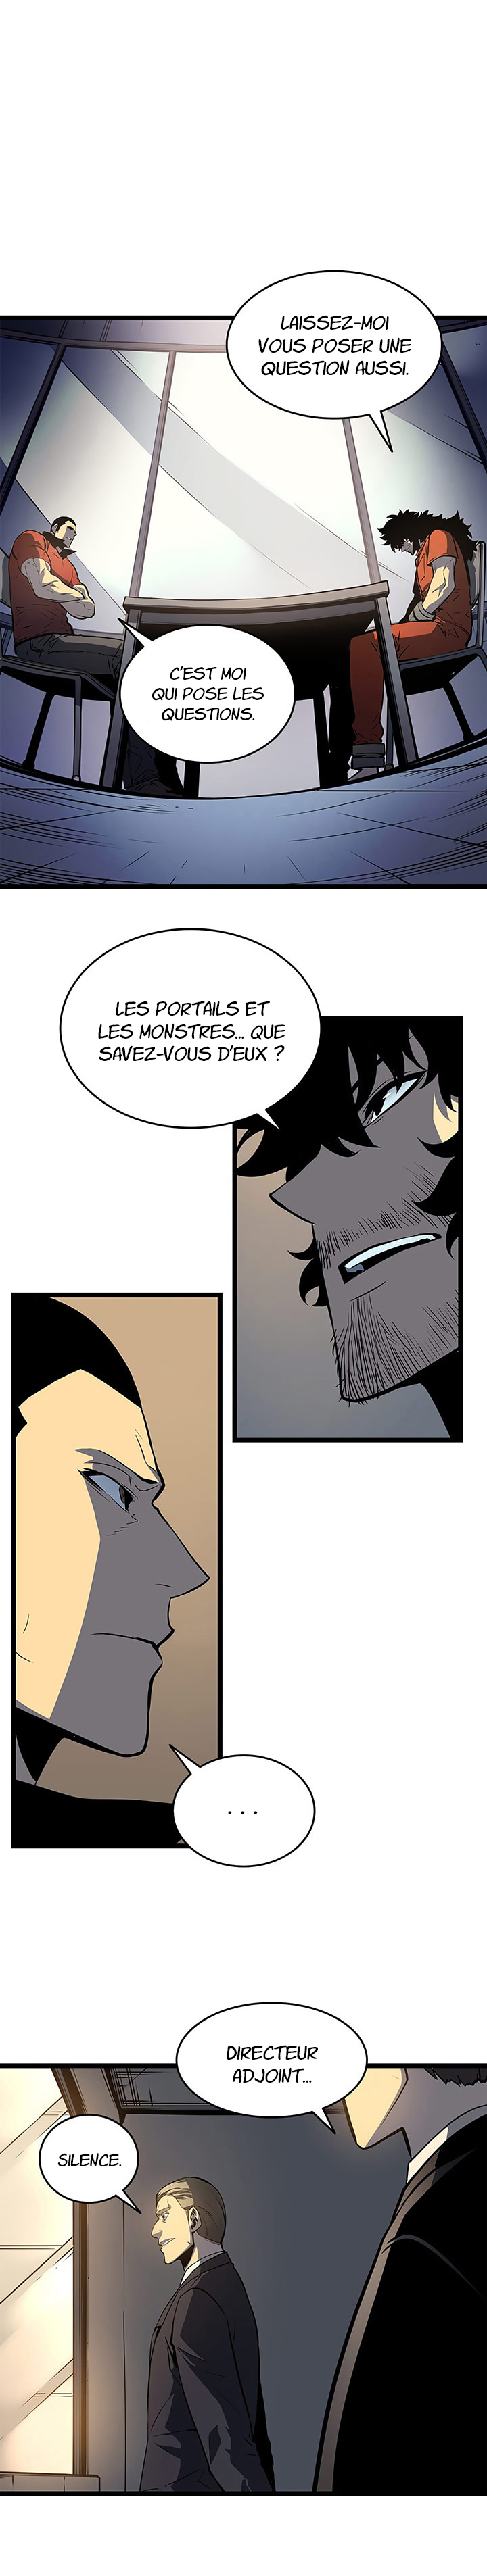 LAISSEZ-MOI
VOUS POSER UNE
QUESTION AUSSI.
C'EST MOI
QUI POSE LES
QUESTIONS.
LES PORTAILS ET
LES MONSTRES... QUE
SAVEZ-VOUS D'EUX ?
...
DIRECTEUR
ADJOINT...
SILENCE.